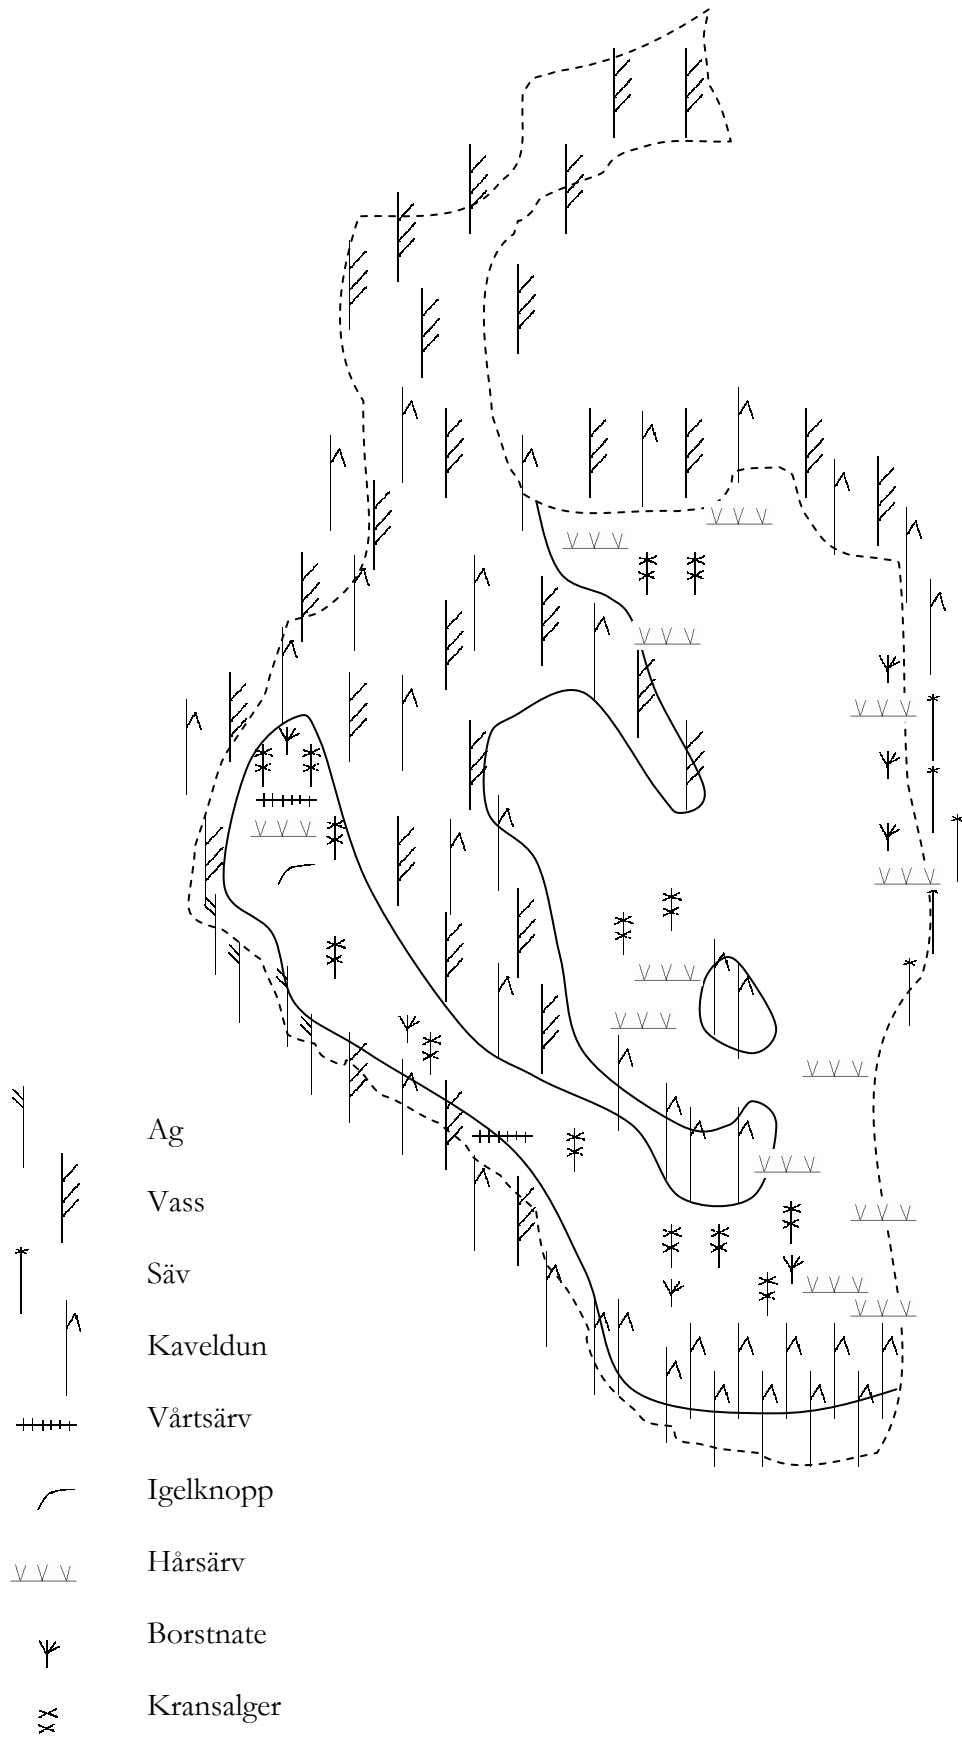 Ag
Vass
Säv
Kaveldun
Vårtsärv
Igelknopp
Hårsärv
Borstnate
Kransalger